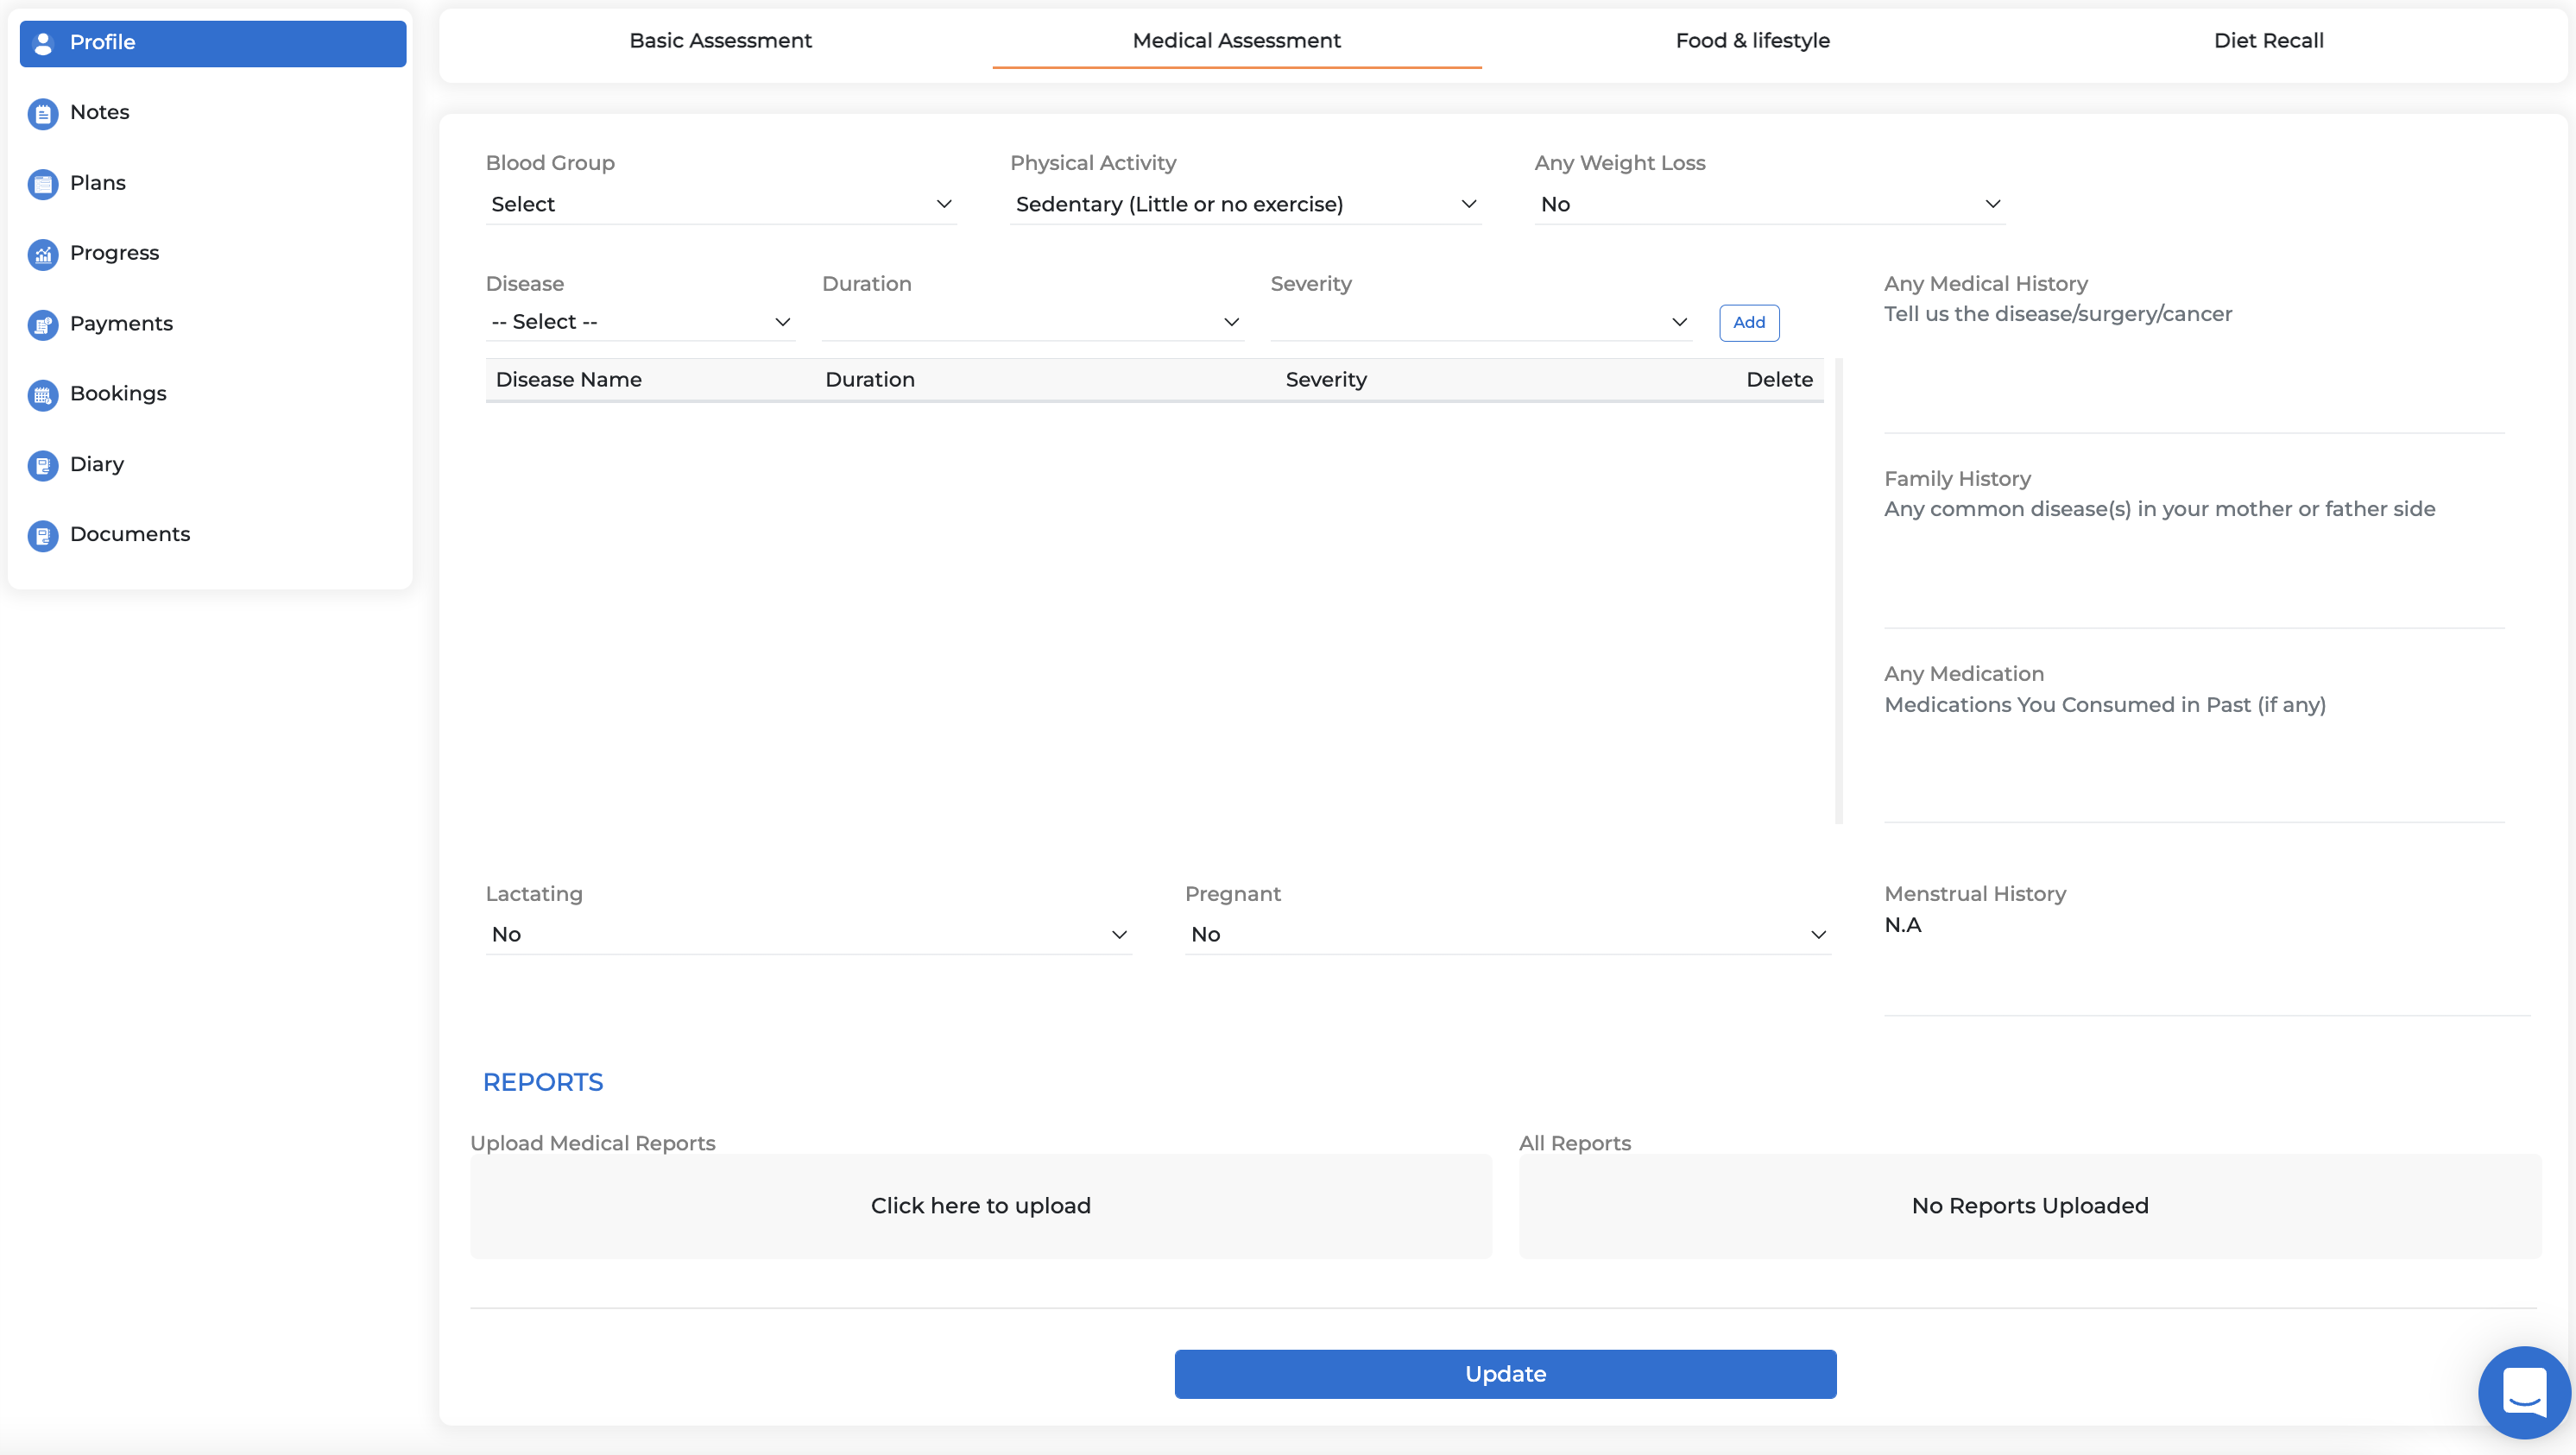 Profile
Notes
Plans
Progress
Payments
Bookings
Diary
Documents
Basic Assessment
Medical Assessment
Food & lifestyle
Diet Recall
Blood Group
Select
Physical Activity
Sedentary (Little or no exercise)
Any Weight Loss
No
Disease
-- Select --
Duration
Severity
Add
Disease Name
Duration
Severity
Delete
Any Medical History
Tell us the disease/surgery/cancer
Family History
Any common disease(s) in your mother or father side
Any Medication
Medications You Consumed in Past (if any)
Lactating
No
Pregnant
No
Menstrual History
N.A
REPORTS
Upload Medical Reports
Click here to upload
All Reports
No Reports Uploaded
Update